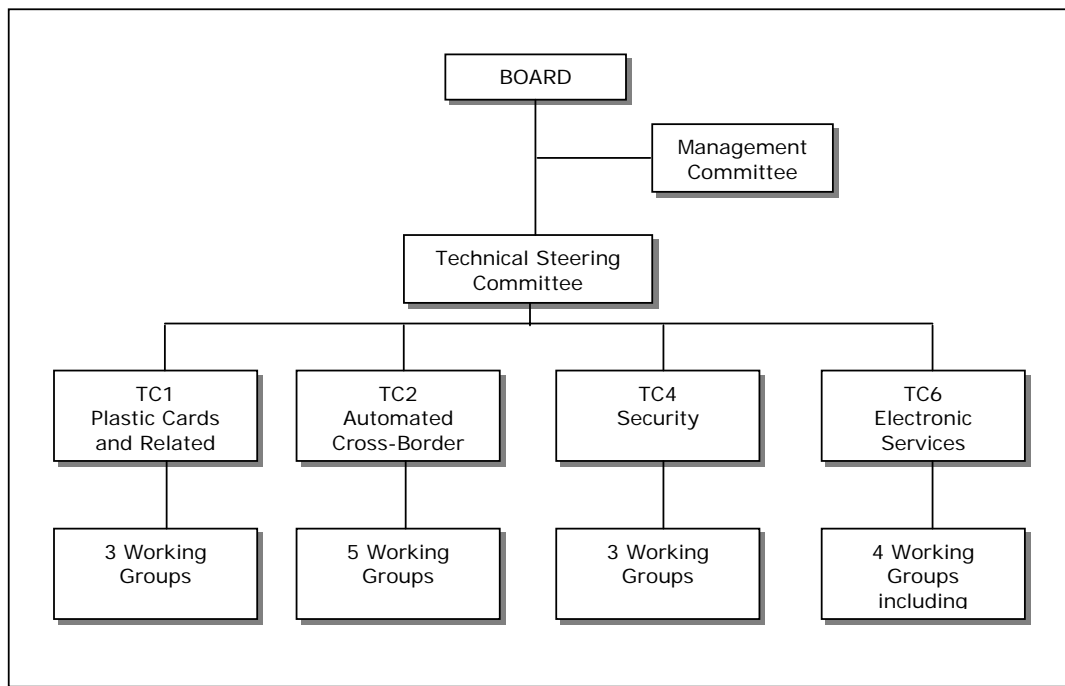 BOARD
Management
Committee
Technical Steering
Committee
TC1
Plastic Cards
and Related
TC2
Automated
Cross-Border
TC4
Security
TC6
Electronic
Services
3 Working
Groups
5 Working
Groups
3 Working
Groups
4 Working
Groups
including